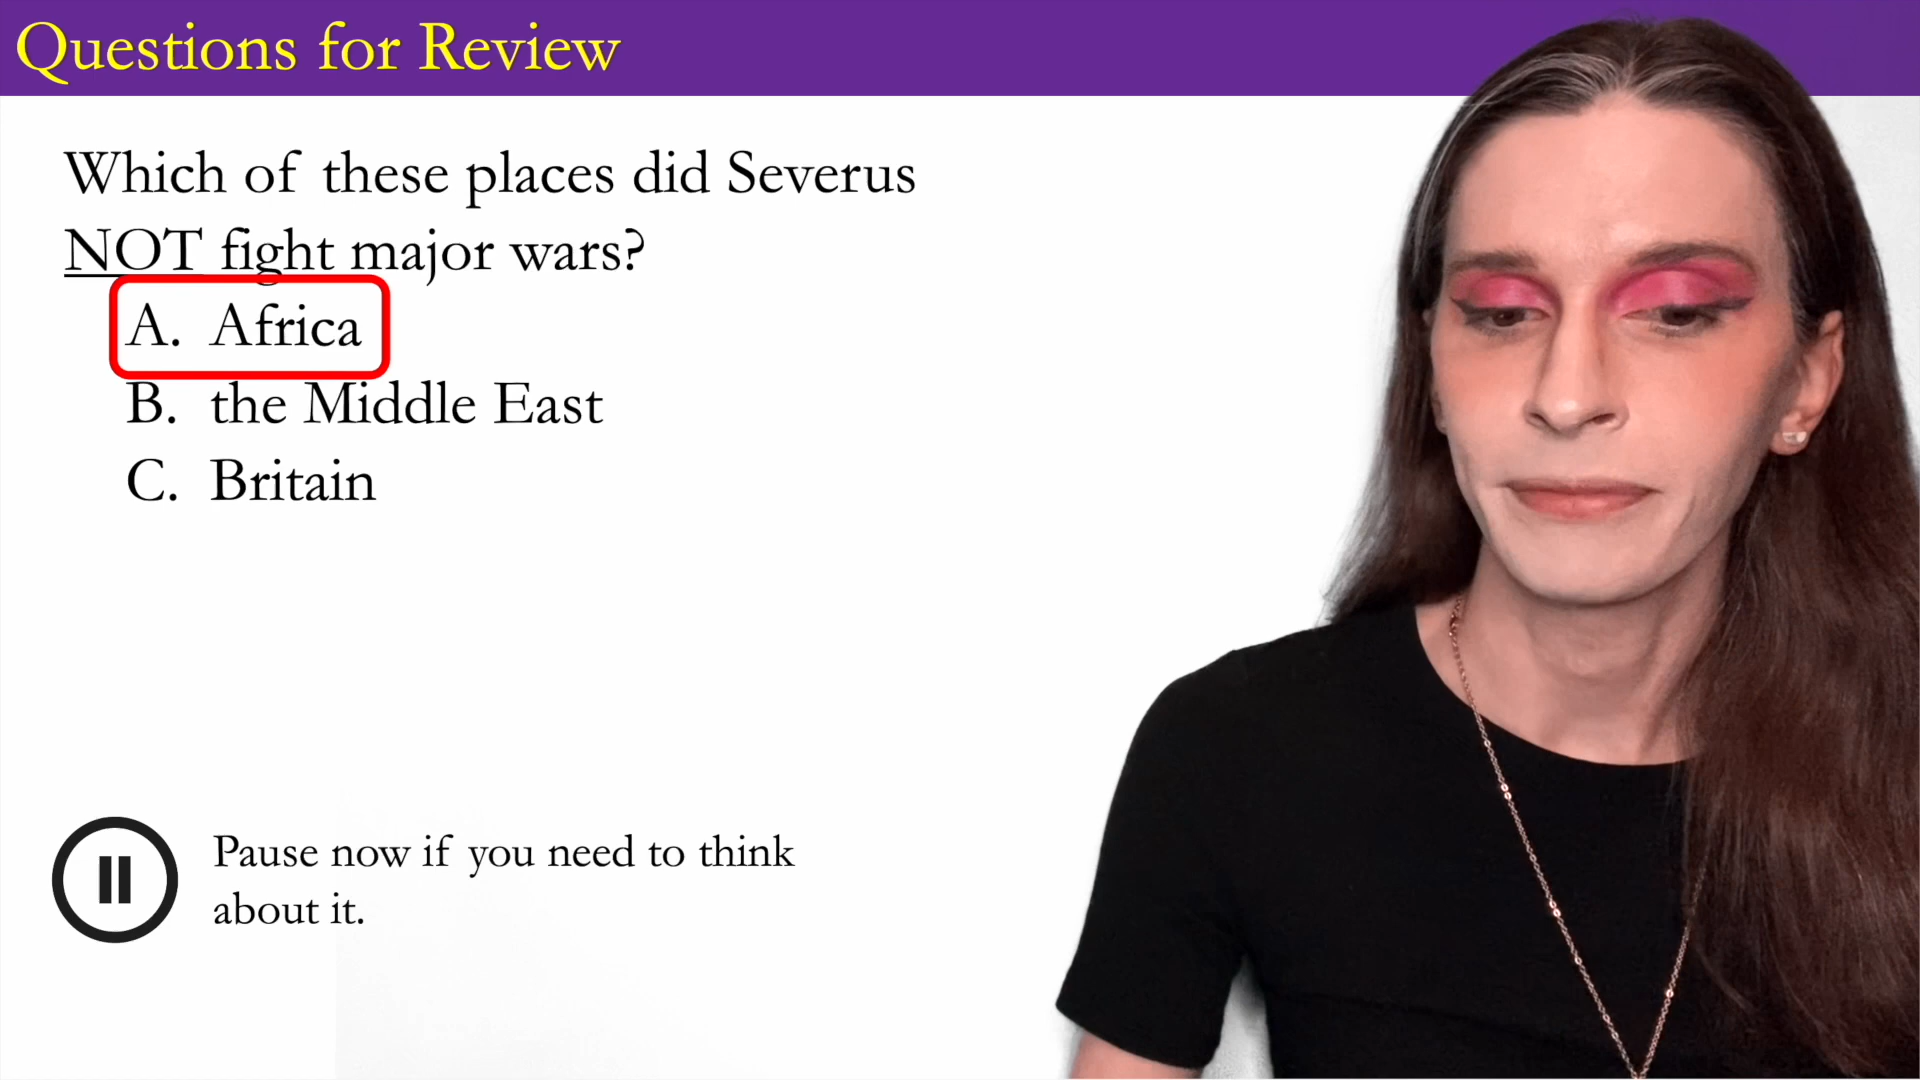 Questions for Review
Which of these places did Severus
NOT fight major wars?
A. Africa
B. the Middle East
C. Britain
Pause now if you need to think
about it.